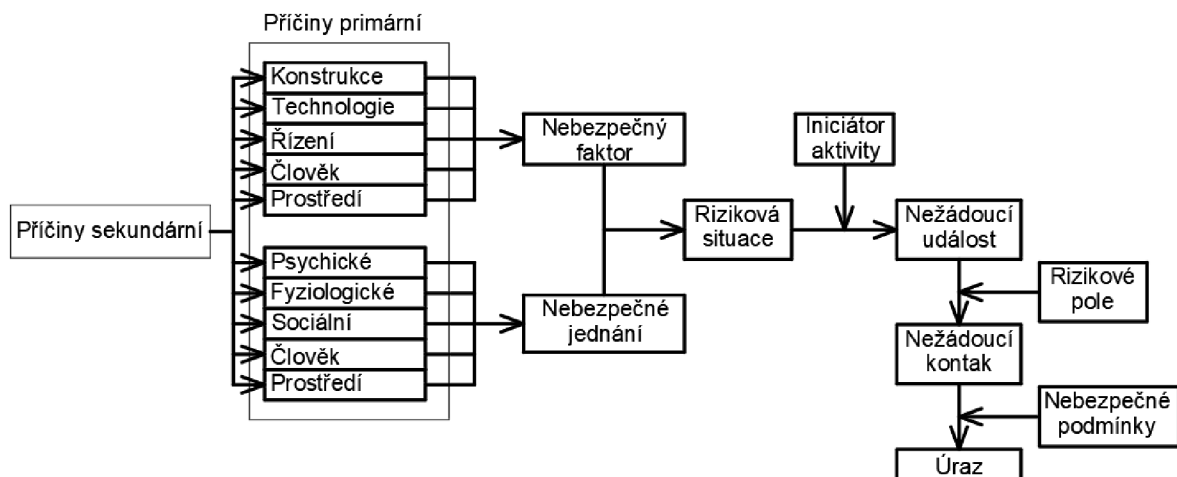 Příčiny primární
Konstrukce
Technologie
Řízení
Člověk
Prostředí
Příčiny sekundární
Psychické
Fyziologické
Sociální
Člověk
Prostředí
Nebezpečný
faktor
Nebezpečné
jednání
Riziková
situace
Iniciátor
aktivity
Nežádoucí
událost
Rizikové
pole
Nežádoucí
kontak
Nebezpečné
podmínky
Úraz